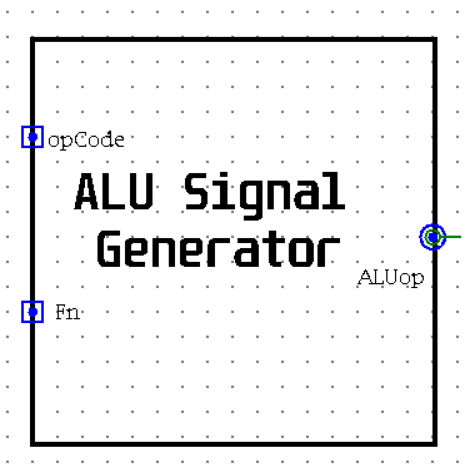 opCode
ALU Signal
Generator
ALUop
Fn